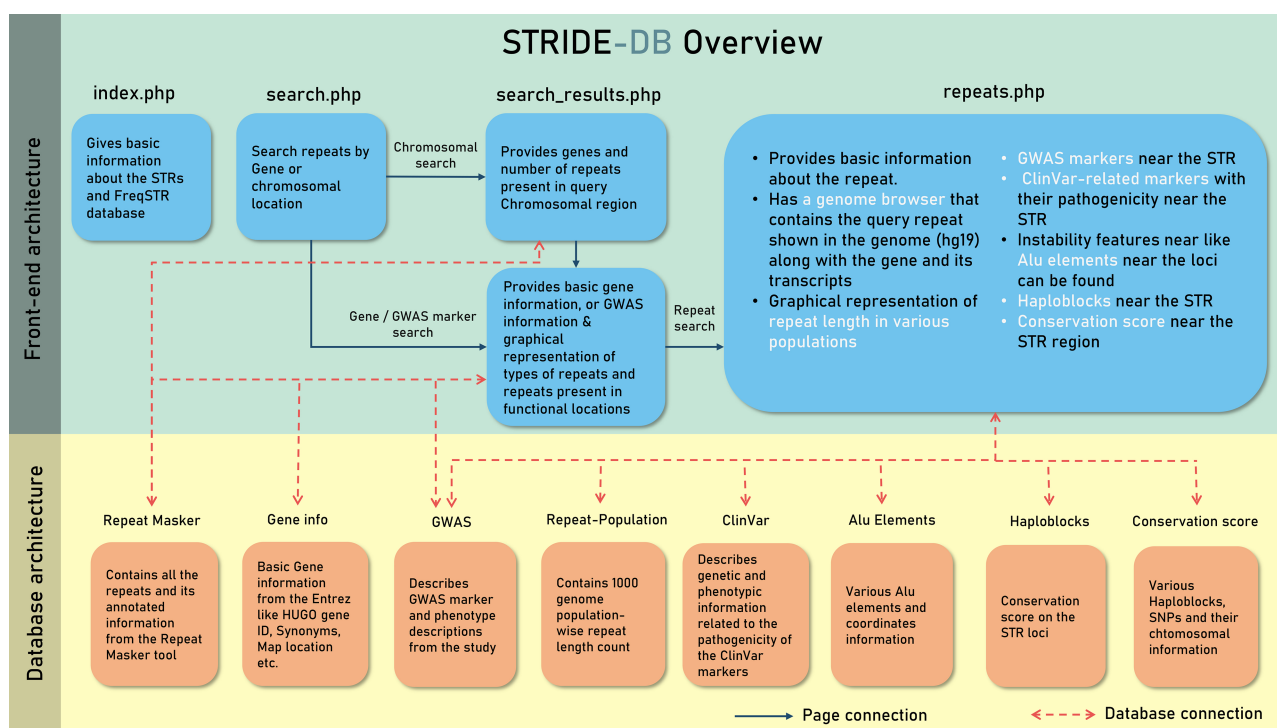 STRIDE-DB Overview
Front-end architecture
index.php
Gives basic
information
about the STRs
and FreqSTR
database
search.php
Search repeats by
Gene or
chromosomal
location
Chromosomal
search
search_results.php
Provides genes and
number of repeats
present in query
Chromosomal region
Gene / GWAS marker
search
Provides basic gene
information, or GWAS
information &
graphical
representation of
types of repeats and
repeats present in
functional locations
Repeat
search
repeats.php
• Provides basic information
about the repeat.
• Has a genome browser that
contains the query repeat
shown in the genome (hg19)
along with the gene and its
transcripts
• Graphical representation of
repeat length in various
populations
• GWAS markers near the STR
• ClinVar-related markers with
their pathogenicity near the
STR
• Instability features near like
Alu elements near the loci
can be found
• Haploblocks near the STR
• Conservation score near the
STR region
Database architecture
Repeat Masker
Contains all the
repeats and its
annotated
information
from the Repeat
Masker tool
Gene info
Basic Gene
information
from the Entrez
like HUGO gene
ID, Synonyms,
Map location
etc.
GWAS
Describes
GWAS marker
and phenotype
descriptions
from the study
Repeat-Population
Contains 1000
genome
population-
wise repeat
length count
ClinVar
Describes
genetic and
phenotypic
information
related to the
pathogenicity of
the ClinVar
markers
Alu Elements
Various Alu
elements and
coordinates
information
Haploblocks
Conservation
score on the
STR loci
Conservation score
Various
Haploblocks,
SNPs and their
chtomosomal
information
Page connection
Database connection